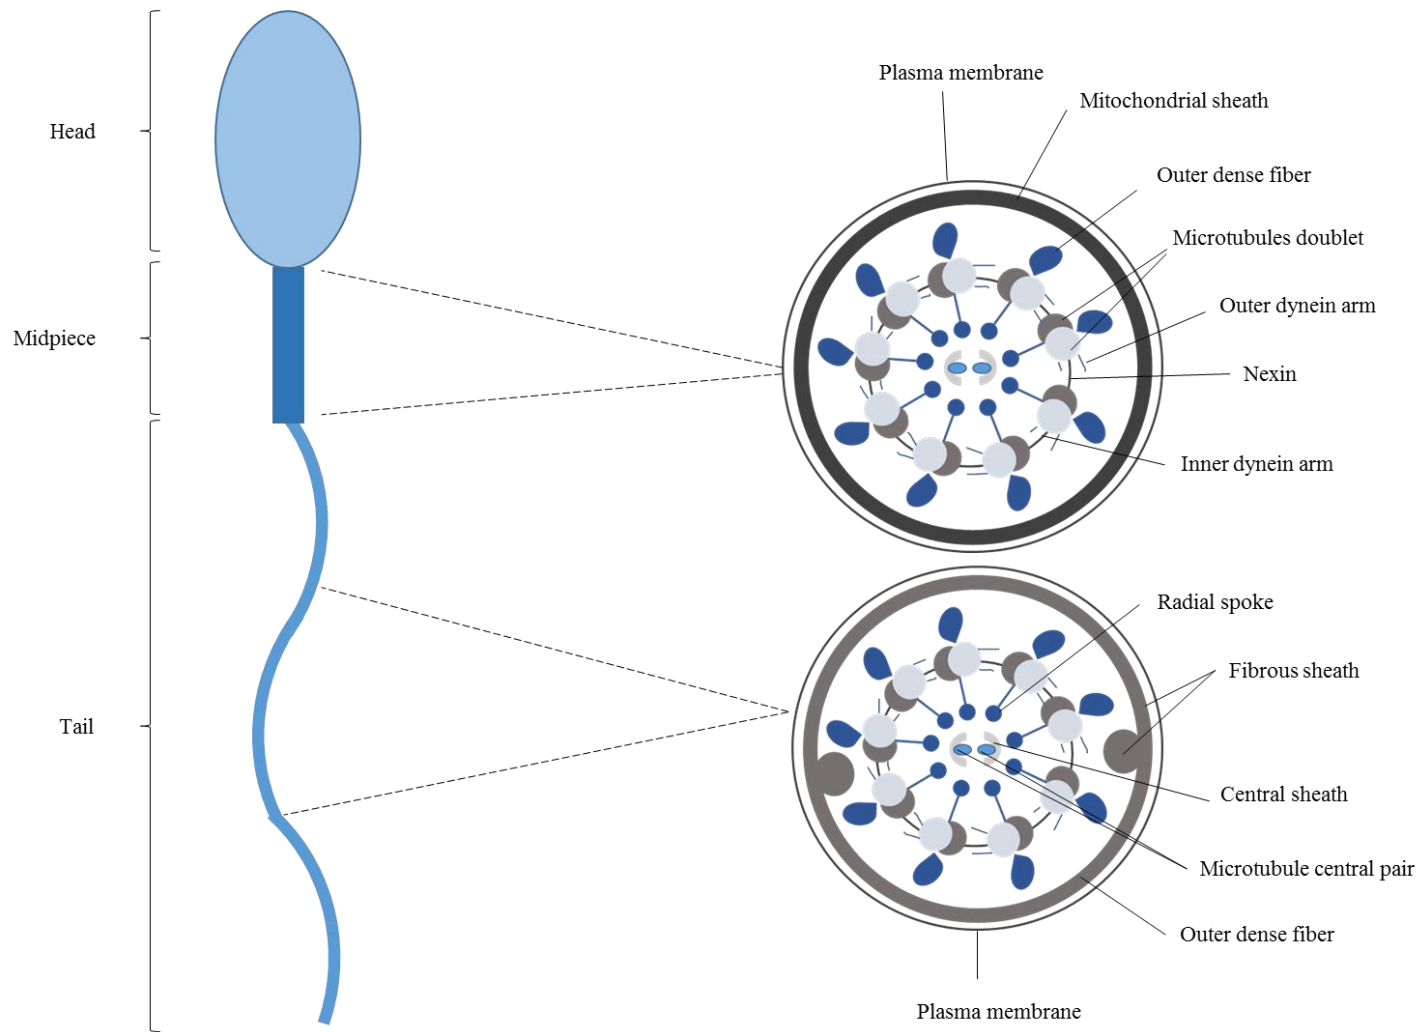 Head
Midpiece
Tail
Plasma membrane
Mitochondrial sheath
Outer dense fiber
Microtubules doublet
Outer dynein arm
Nexin
Inner dynein arm
Radial spoke
Fibrous sheath
Central sheath
Microtubule central pair
Outer dense fiber
Plasma membrane